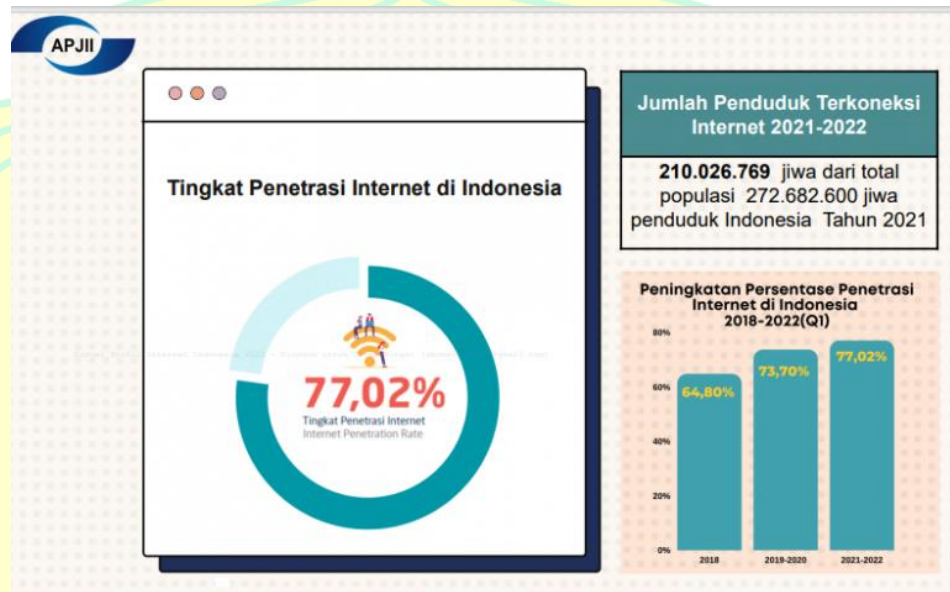 APJII
Tingkat Penetrasi Internet di Indonesia
77,02%
Tingkat Penetrasi Internet
Internet Penetration Rate
Jumlah Penduduk Terkoneksi
Internet 2021-2022
210.026.769 jiwa dari total
populasi 272.682.600 jiwa
penduduk Indonesia Tahun 2021
Peningkatan Persentase Penetrasi
Internet di Indonesia
2018-2022(Q1)
80%
60%
40%
20%
0%
64,80%
73,70%
77,02%
2018
2019-2020
2021-2022